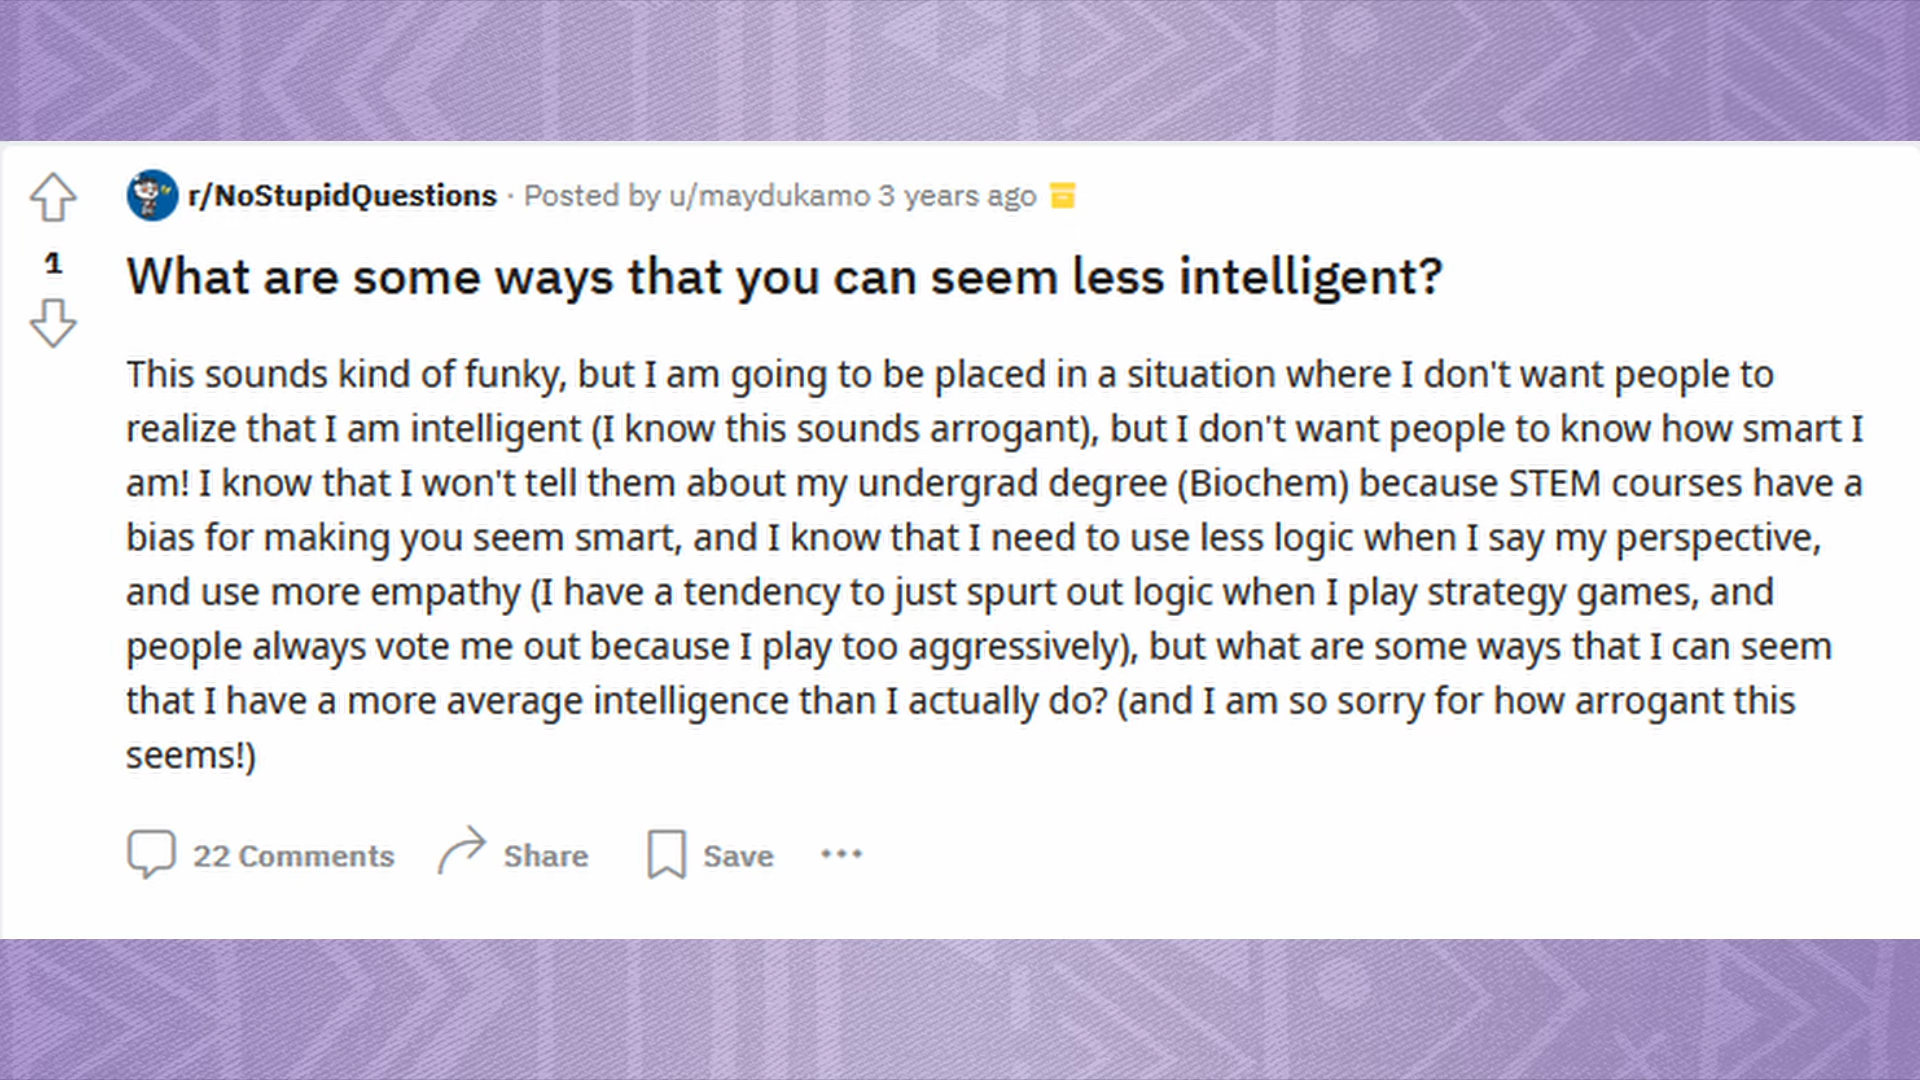 r/NoStupidQuestions · Posted by u/maydukamo 3 years ago
1
What are some ways that you can seem less intelligent?
This sounds kind of funky, but I am going to be placed in a situation where I don't want people to
realize that I am intelligent (I know this sounds arrogant), but I don't want people to know how smart I
am! I know that I won't tell them about my undergrad degree (Biochem) because STEM courses have a
bias for making you seem smart, and I know that I need to use less logic when I say my perspective,
and use more empathy (I have a tendency to just spurt out logic when I play strategy games, and
people always vote me out because I play too aggressively), but what are some ways that I can seem
that I have a more average intelligence than I actually do? (and I am so sorry for how arrogant this
seems!)
22 Comments Share Save